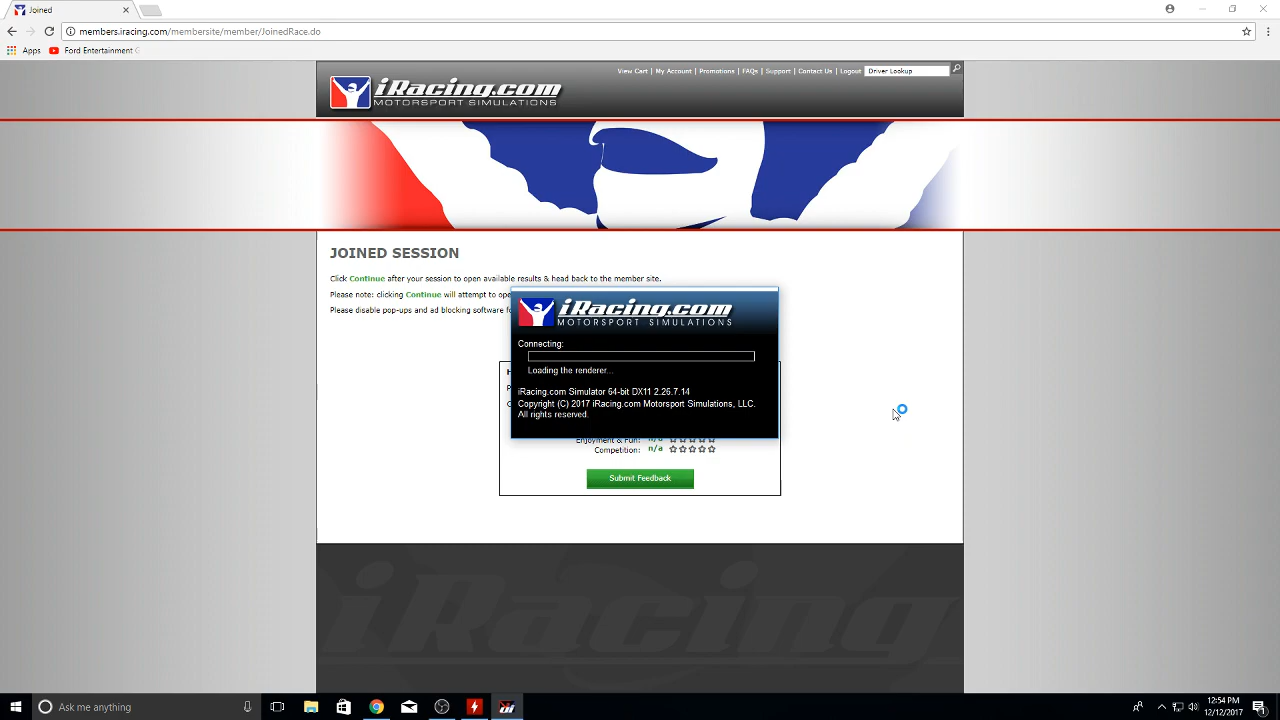 Joined
members.iracing.com/membersite/member/JoinedRace.do
Apps
Ford Entertainment C
View Cart | My Account | Promotions | FAQs | Support | Contact Us | Logout
Driver Lookup
iRacing.com
MOTORSPORT SIMULATIONS
JOINED SESSION
Click Continue after your session to open available results & head back to the member site.
Please note: clicking Continue will attempt to ope
Please disable pop-ups and ad blocking software fo
iRacing.com
MOTORSPORT SIMULATIONS
Connecting:
Loading the renderer...
iRacing.com Simulator 64-bit DX11 2.26.7.14
Copyright (C) 2017 iRacing.com Motorsport Simulations, LLC.
All rights reserved.
Enjoyment & Fun: n/a
Competition: n/a
Submit Feedback
iRacing
Ask me anything
12:54 PM
12/12/2017